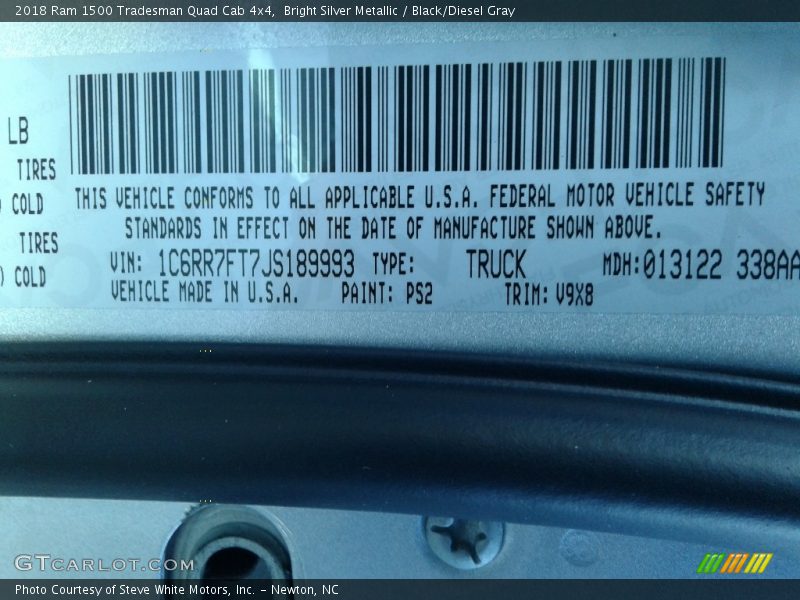 2018 Ram 1500 Tradesman Quad Cab 4x4, Bright Silver Metallic / Black/Diesel Gray
LB
TIRES
COLD
TIRES
) COLD
THIS VEHICLE CONFORMS TO ALL APPLICABLE U.S.A. FEDERAL MOTOR VEHICLE SAFETY
STANDARDS IN EFFECT ON THE DATE OF MANUFACTURE SHOWN ABOVE.
VIN: 1C6RR7FT7JS189993 TYPE: TRUCK MDH:013122 338AA
VEHICLE MADE IN U.S.A. PAINT: PS2 TRIM: V9X8
GTCARLOT.COM
Photo Courtesy of Steve White Motors, Inc. – Newton, NC